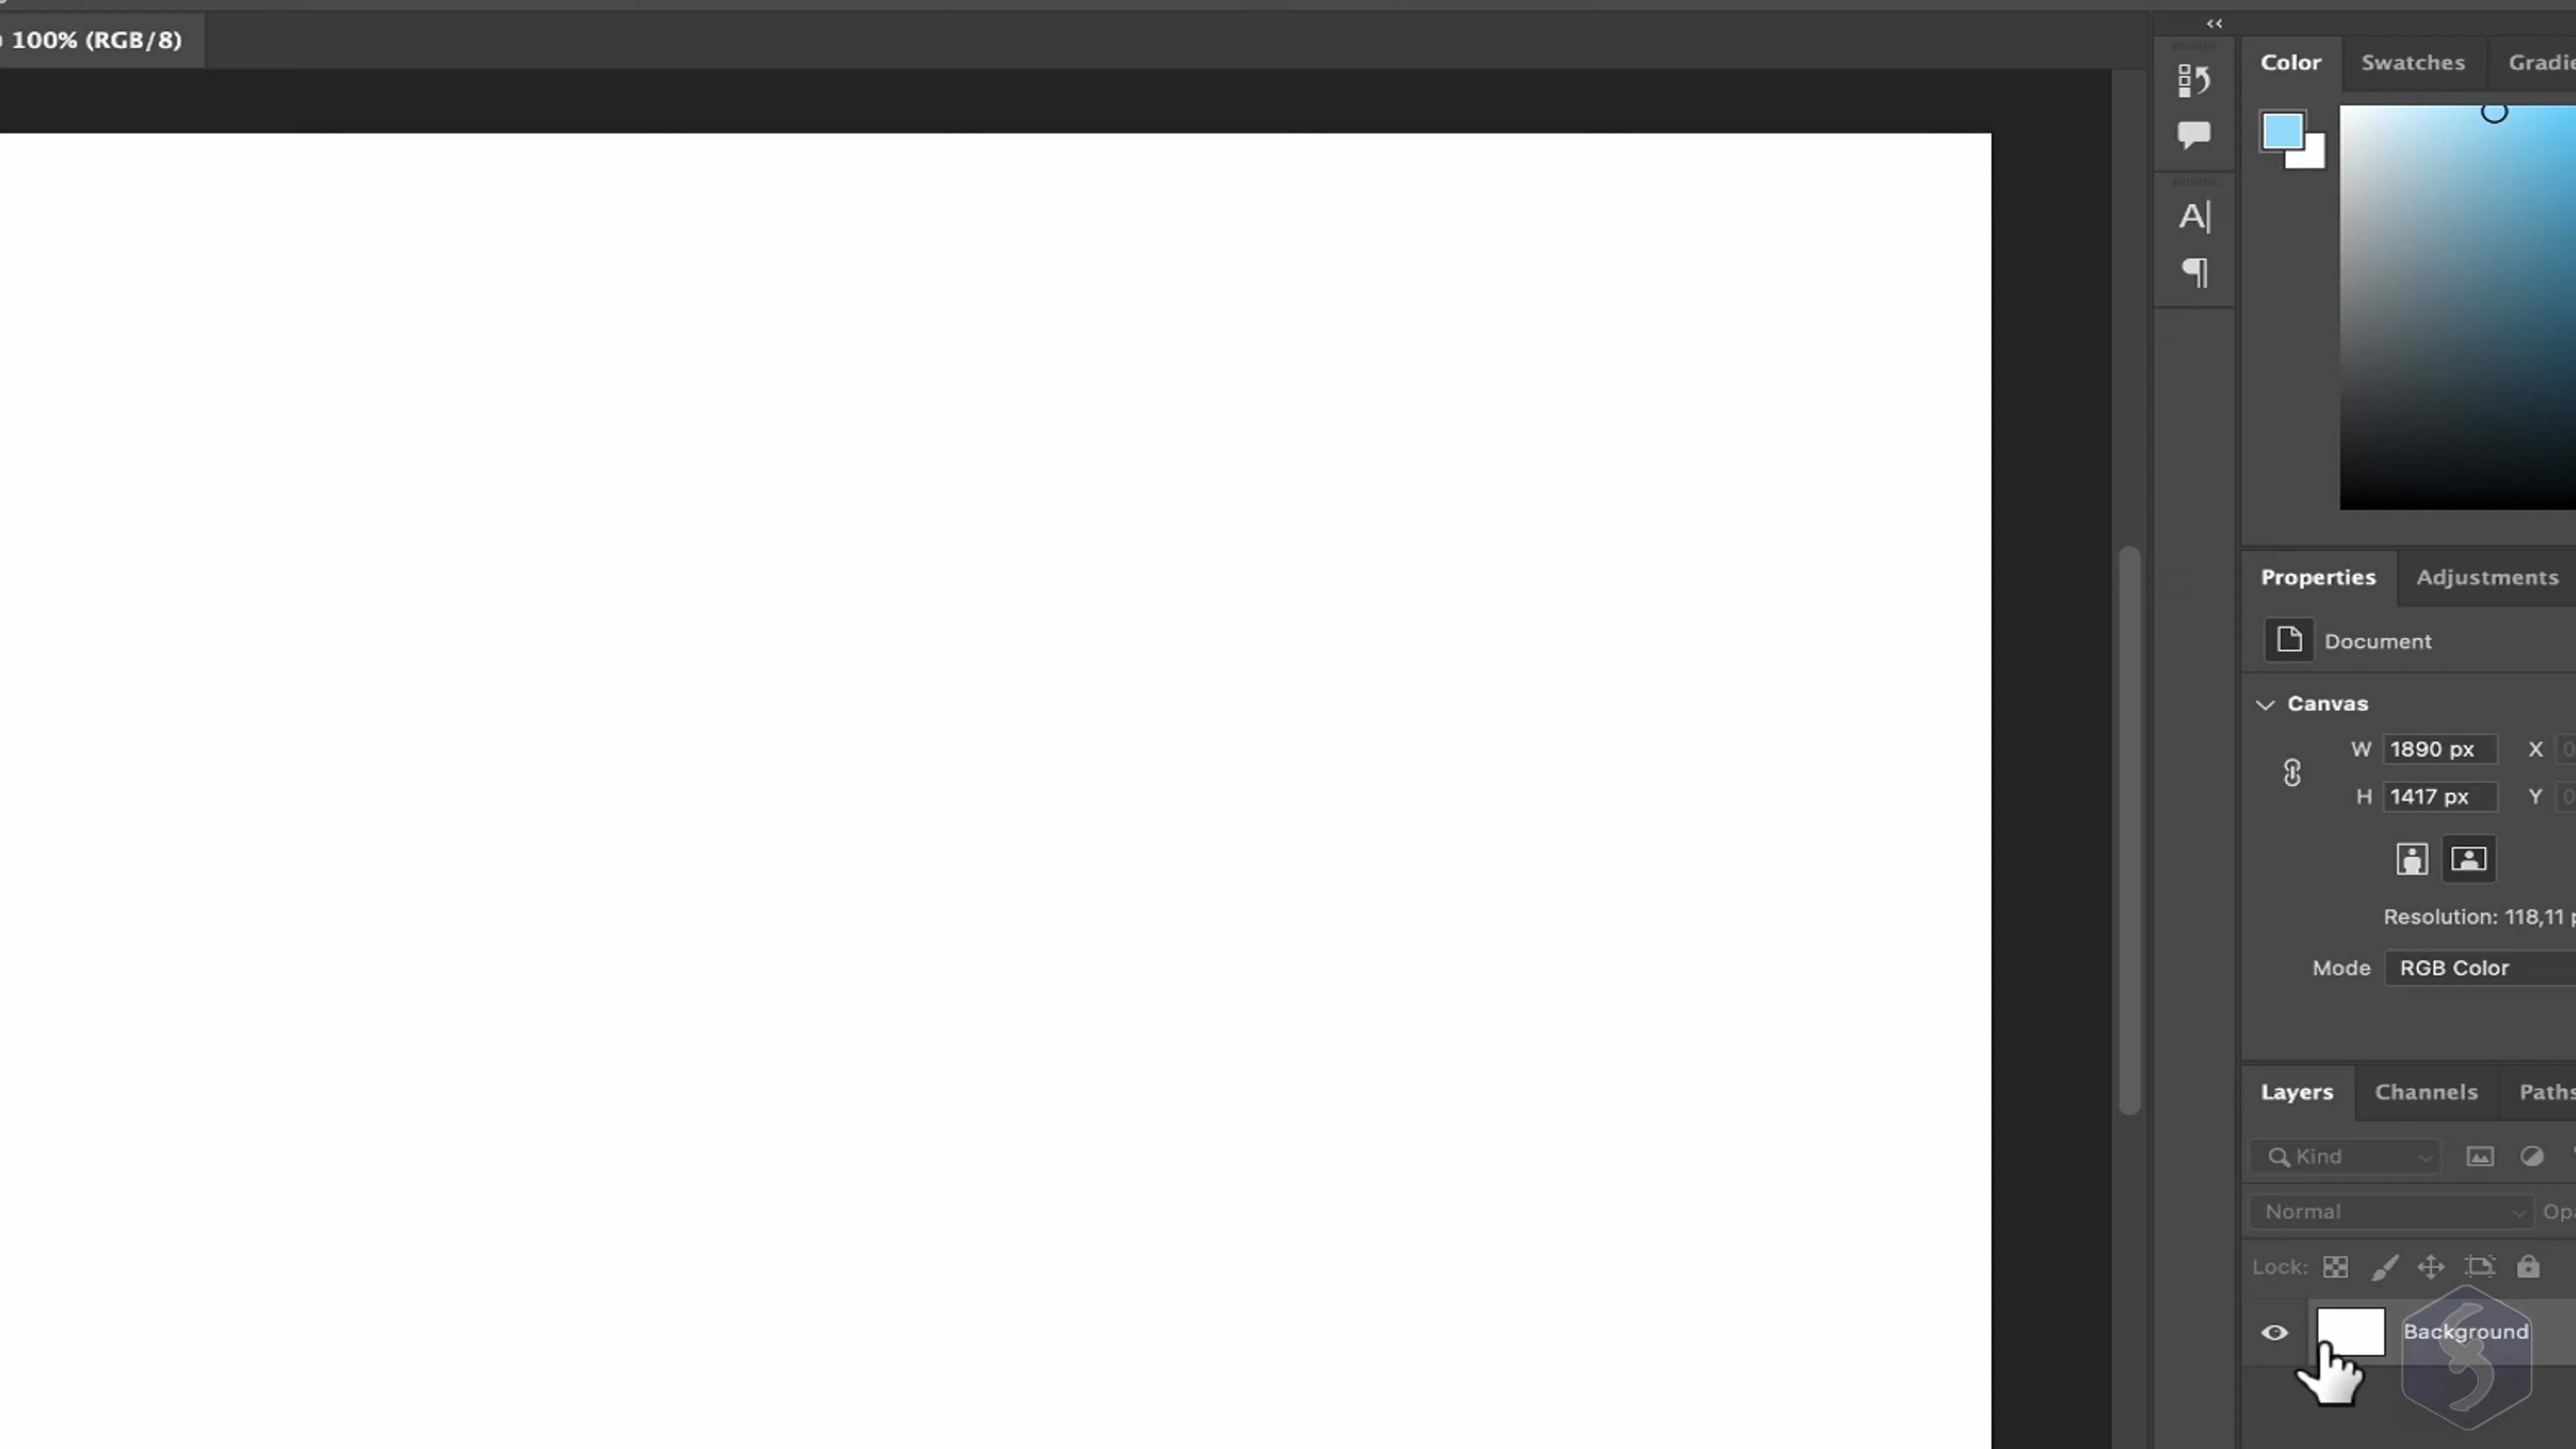 100% (RGB/8)
Color Swatches
A
¶
Properties Adjustments
Document
Canvas
W 1890 px X
H 1417 px Y
Resolution: 118,11
Mode RGB Color
Layers Channels Paths
Kind
Normal
Lock:
Background